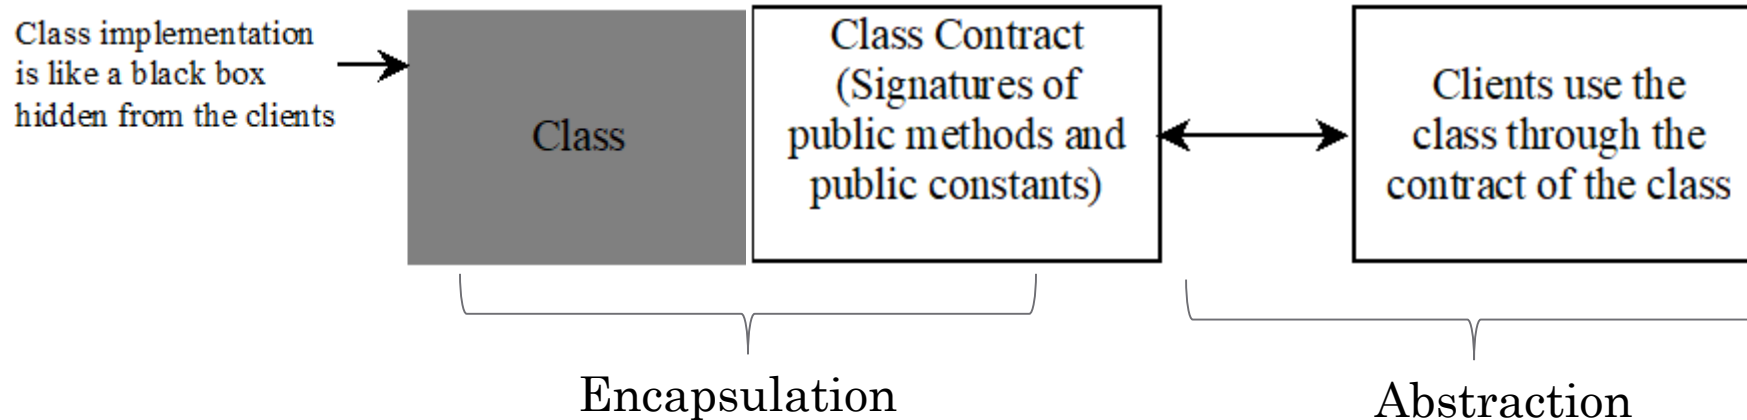 Class implementation
is like a black box
hidden from the clients
Class
Class Contract
(Signatures of
public methods and
public constants)
Clients use the
class through the
contract of the class
Encapsulation
Abstraction